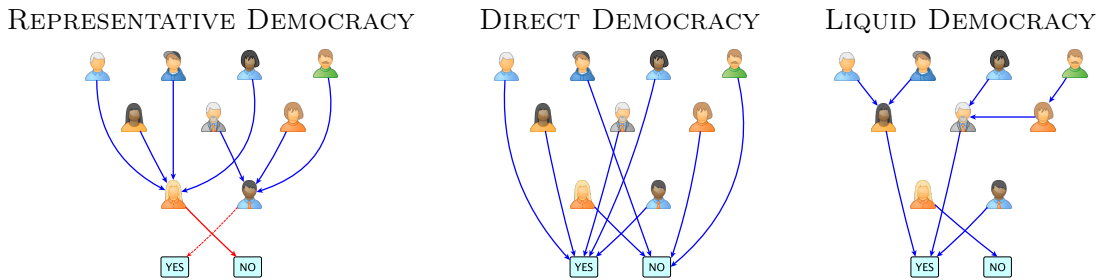 REPRESENTATIVE DEMOCRACY
DIRECT DEMOCRACY
LIQUID DEMOCRACY
YES NO
YES NO
YES NO